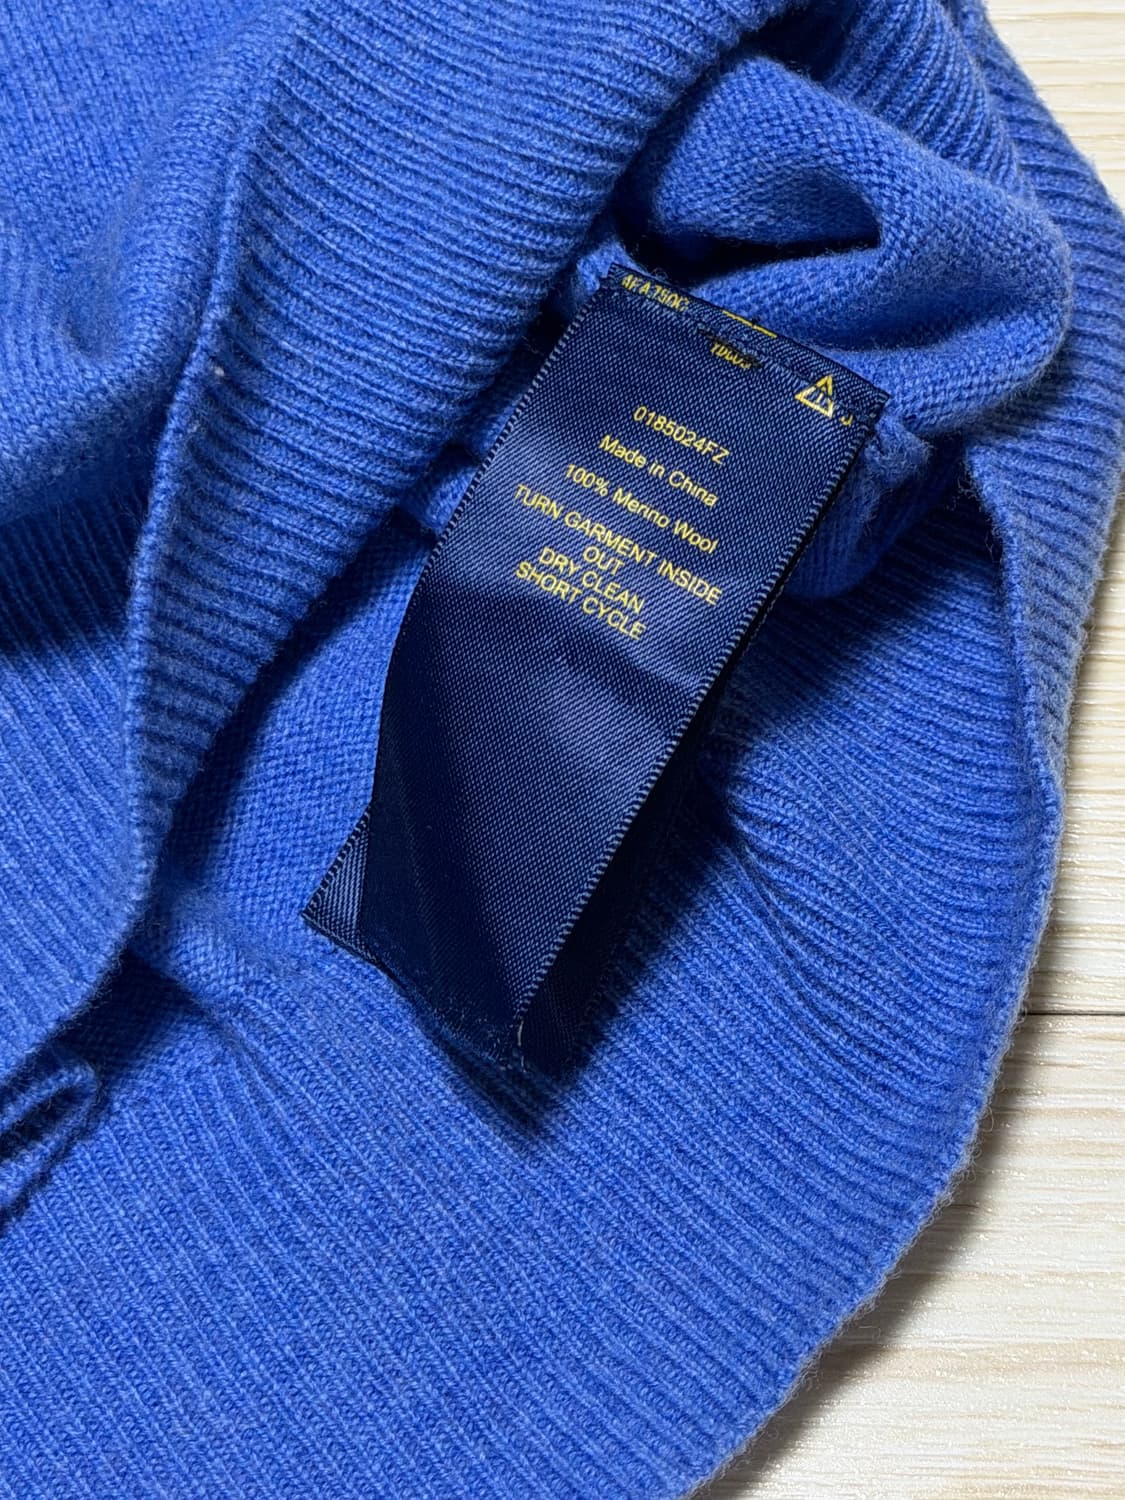 0185024FZ
Made in China
100% Merino Wool
TURN GARMENT INSIDE
OUT
DRY CLEAN
SHORT CYCLE